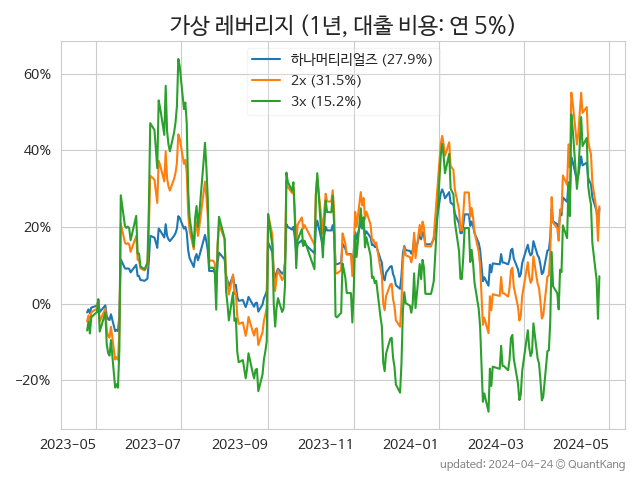 가상 레버리지 (1년, 대출 비용: 연 5%)
하나머티리얼즈 (27.9%)
2x (31.5%)
3x (15.2%)
60%
40%
20%
0%
−20%
2023-05 2023-07 2023-09 2023-11 2024-01 2024-03 2024-05
updated: 2024-04-24 © QuantKang